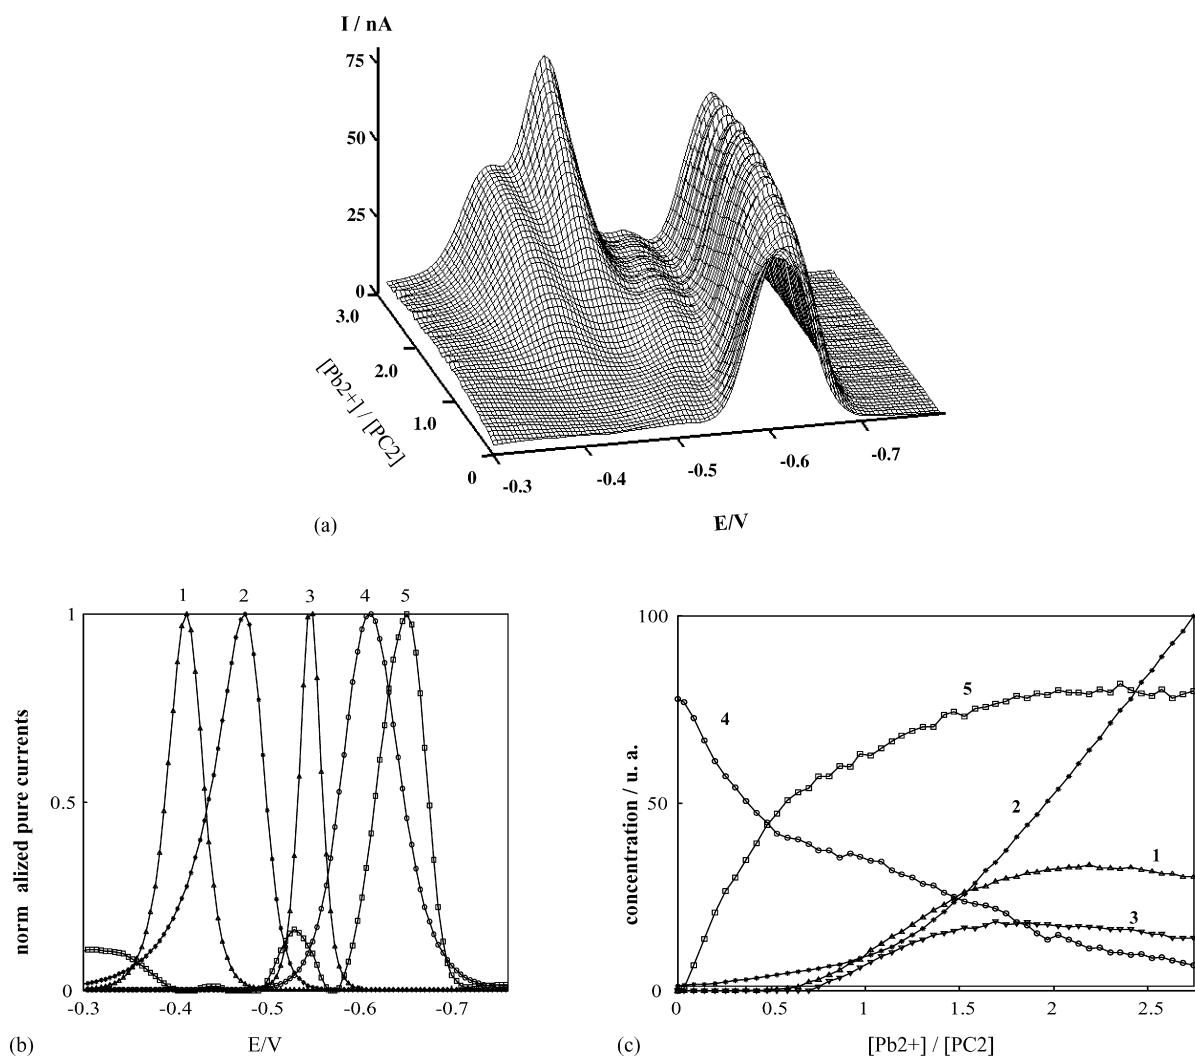 I / nA
75
50
25
0
3.0
2.0
1.0
0
[Pb2+] / [PC2]
-0.3
-0.4
-0.5
-0.6
-0.7
E/V
(a)
1 2 3 4 5
1
0.5
0
norm alized pure currents
-0.3 -0.4 -0.5 -0.6 -0.7
(b) E/V
100
50
0
concentration / u. a.
4
5
2
1
3
0 0.5 1 1.5 2 2.5
(c) [Pb2+] / [PC2]